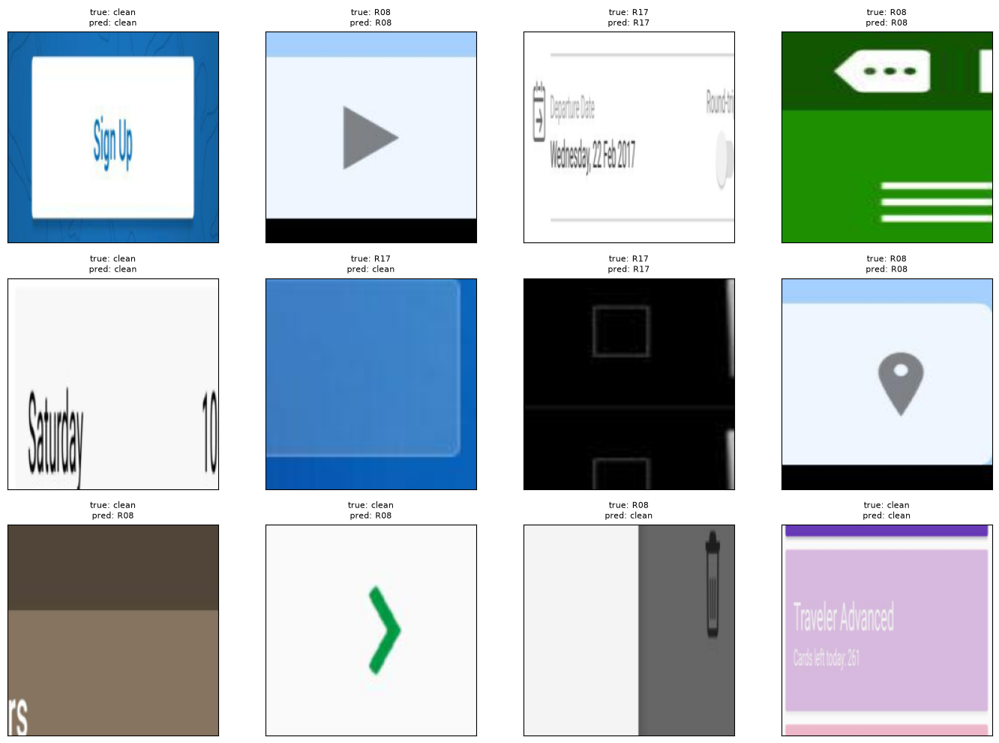 true: clean
pred: clean
true: R08
pred: R08
true: R17
pred: R17
true: R08
pred: R08
Sign Up
Departure Date
Round-tri
Wednesday, 22 Feb 2017
true: clean
pred: clean
true: R17
pred: clean
true: R17
pred: R17
true: R08
pred: R08
Saturday
10
true: clean
pred: R08
true: clean
pred: R08
true: R08
pred: clean
true: clean
pred: clean
rs
Traveler Advanced
Cards left today: 261